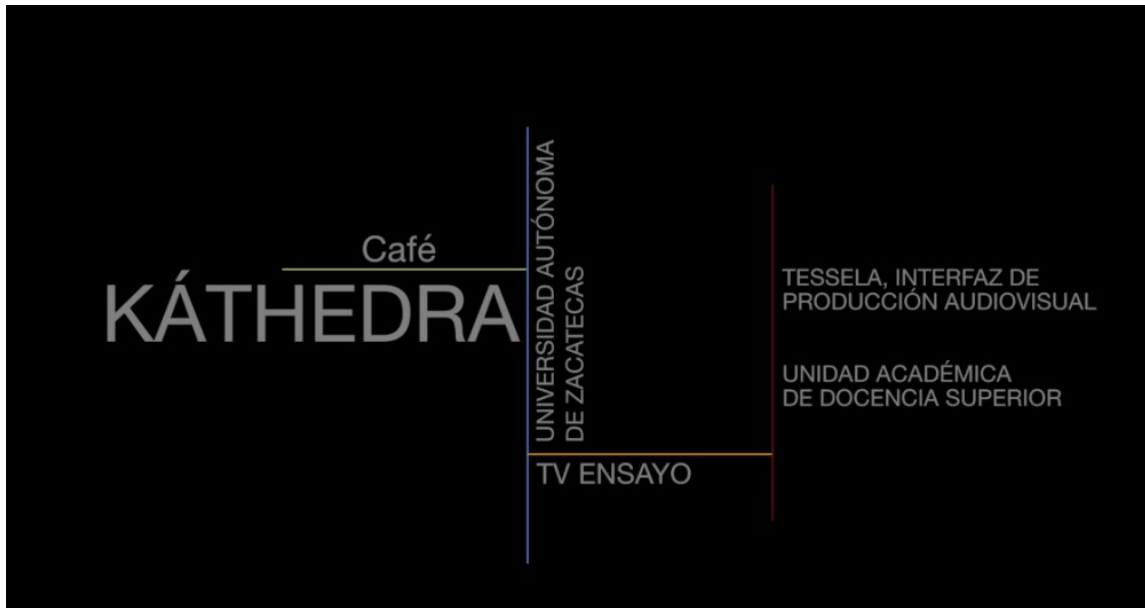 Café
KÁTHEDRA
UNIVERSIDAD AUTÓNOMA
DE ZACATECAS
TV ENSAYO
TESSELA, INTERFAZ DE
PRODUCCIÓN AUDIOVISUAL
UNIDAD ACADÉMICA
DE DOCENCIA SUPERIOR